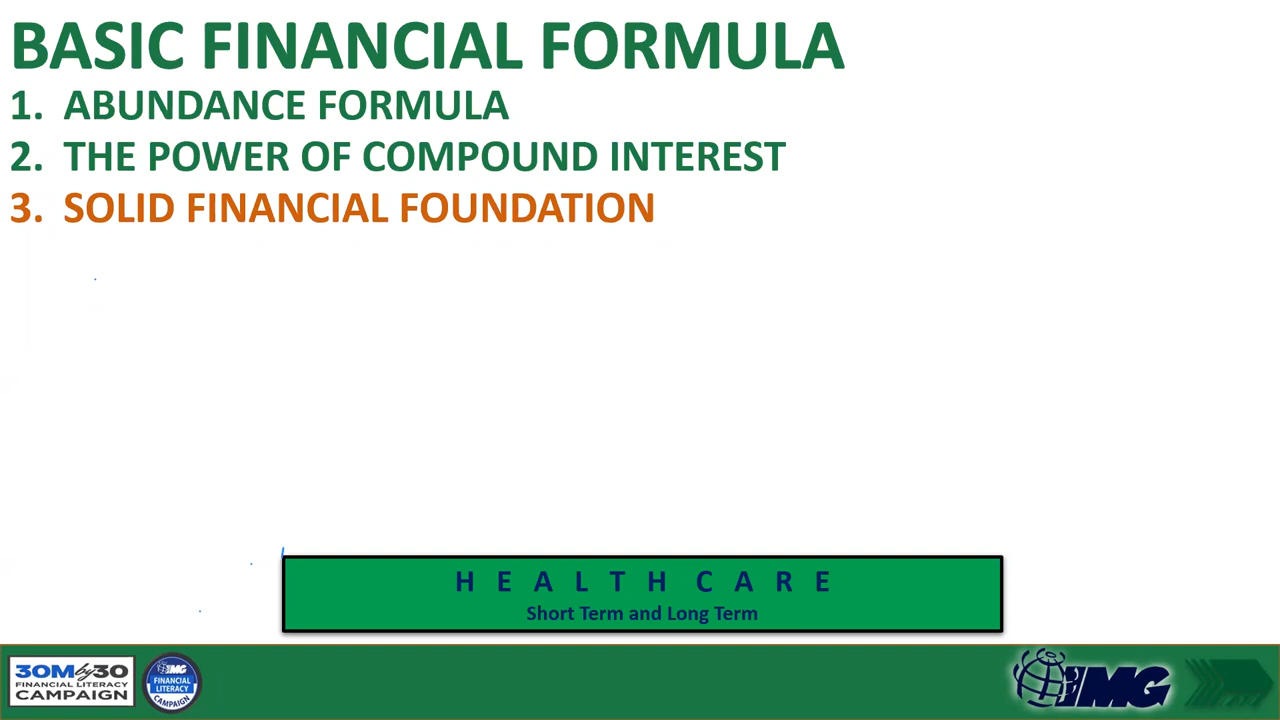 BASIC FINANCIAL FORMULA
1. ABUNDANCE FORMULA
2. THE POWER OF COMPOUND INTEREST
3. SOLID FINANCIAL FOUNDATION
HEALTHCARE
Short Term and Long Term
30M by 30
FINANCIAL LITERACY
CAMPAIGN
IMG
FINANCIAL
LITERACY
CAMPAIGN
IMG